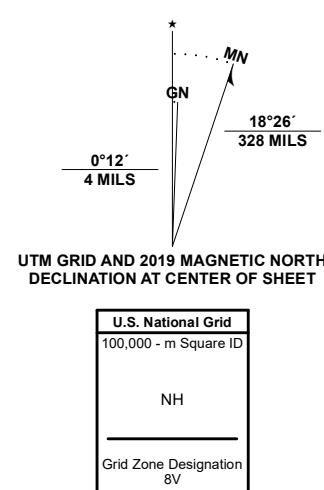 MN
GN
18°26´
328 MILS
0°12´
4 MILS
UTM GRID AND 2019 MAGNETIC NORTH
DECLINATION AT CENTER OF SHEET
U.S. National Grid
100,000 - m Square ID
NH
Grid Zone Designation
8V